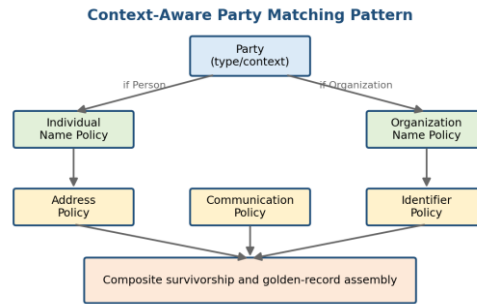 Context-Aware Party Matching Pattern
Party
(type/context)
if Person
if Organization
Individual
Name Policy
Organization
Name Policy
Address
Policy
Communication
Policy
Identifier
Policy
Composite survivorship and golden-record assembly